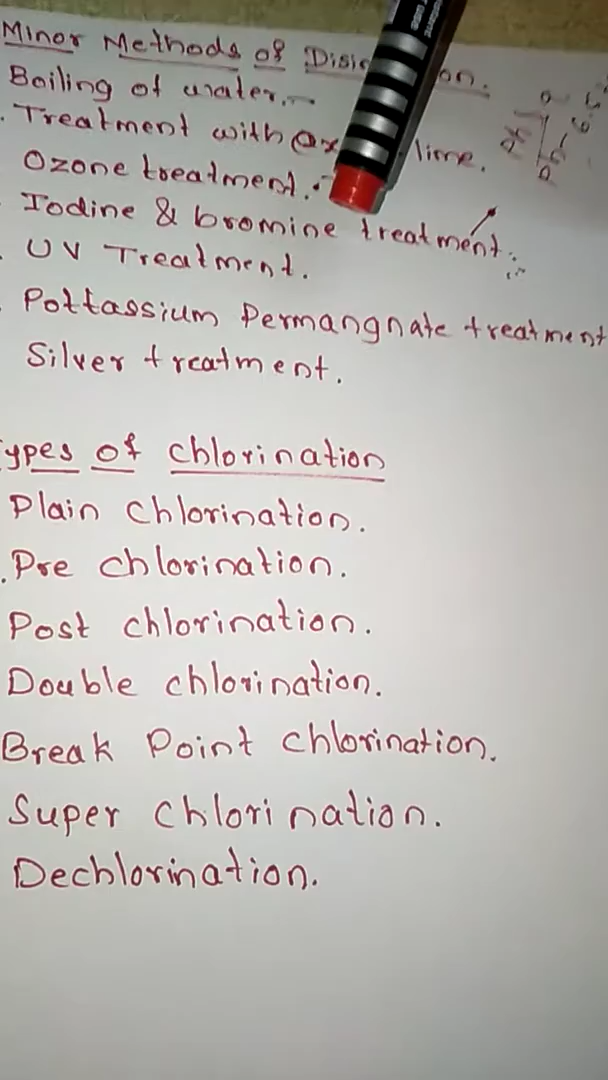 Minor Methods of
Boiling of water.
Treatment with lime.
Ozone treatment.
Iodine & bromine treatment.
UV Treatment.
Pottassium Permangnate treatment
Silver treatment.
ypes of chlorination
Plain chlorination.
Pre chlorination.
Post chlorination.
Double chlorination.
Break Point chlorination.
Super chlorination.
Dechlorination.